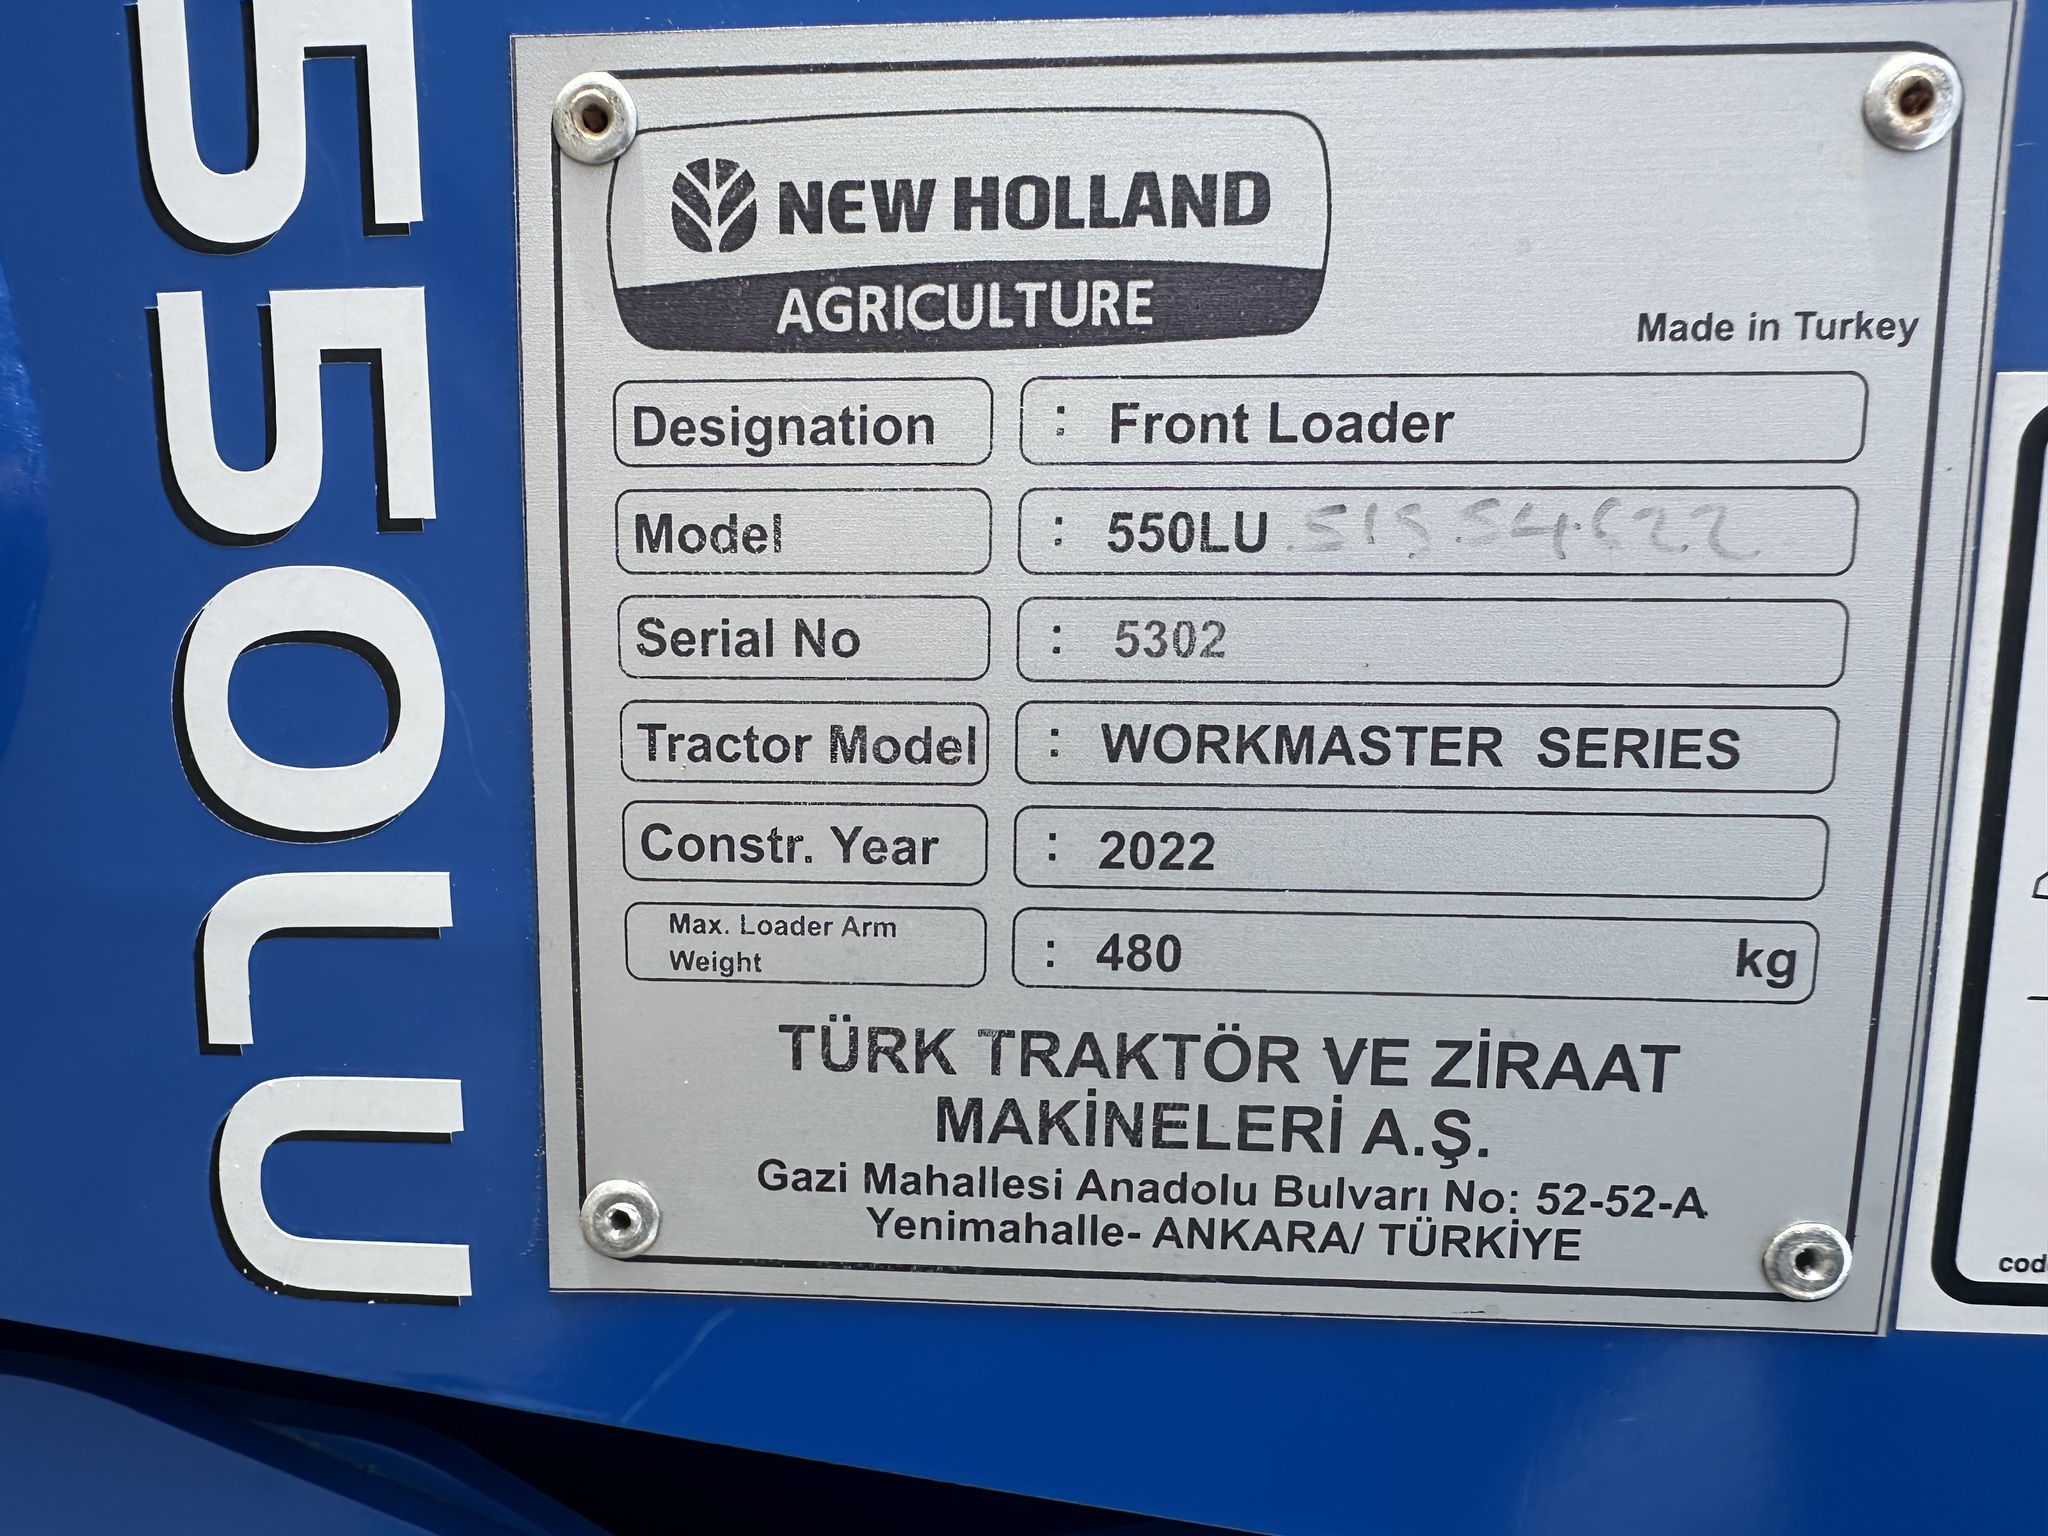 550LU
NEW HOLLAND
AGRICULTURE
Made in Turkey
Designation : Front Loader
Model : 550LU
Serial No : 5302
Tractor Model : WORKMASTER SERIES
Constr. Year : 2022
Max. Loader Arm
Weight : 480 kg
TÜRK TRAKTÖR VE ZİRAAT
MAKİNELERİ A.Ş.
Gazi Mahallesi Anadolu Bulvarı No: 52-52-A
Yenimahalle- ANKARA/ TÜRKİYE